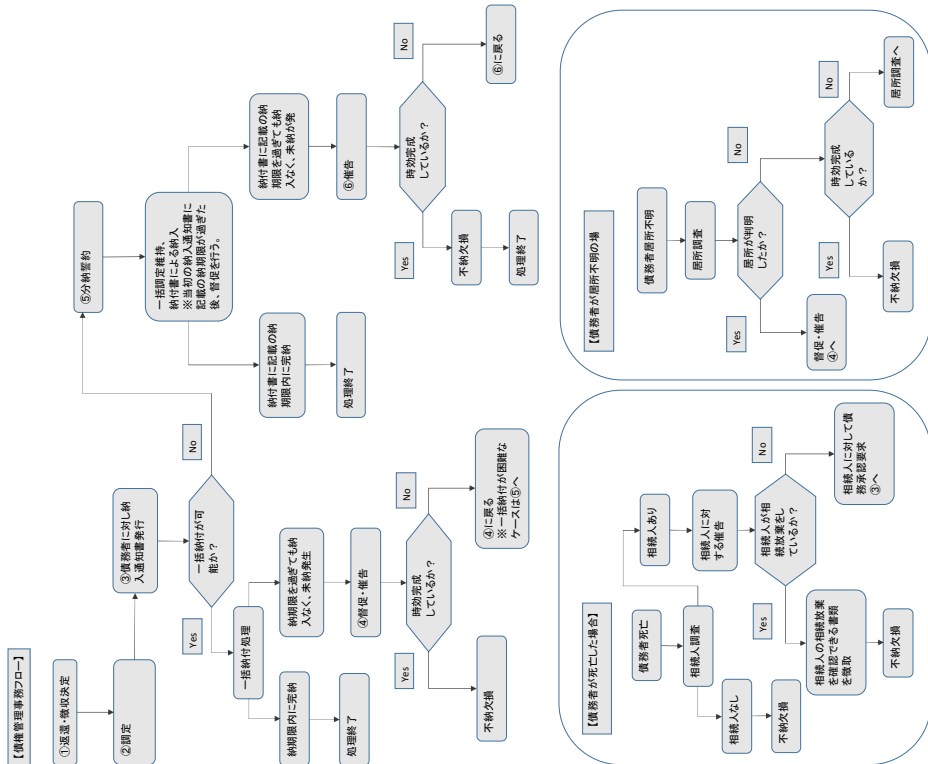 【債権管理事務フロー】
①返還・徴収決定
②調定
③債務者に対し納
入通知書発行
一括納付が可
能か？
Yes
No
一括納付処理
納期限内に完納
処理終了
納期限を過ぎても納
入なく、未納発生
④督促・催告
時効完成
しているか？
Yes
No
不納欠損
④に戻る
※一括納付が困難な
ケースは⑤へ
⑤分納誓約
一括調定維持、
納付書による納入
※当初の納入通知書に
記載の納期限が過ぎた
後、督促を行う。
納付書に記載の納
期限内に完納
処理終了
納付書に記載の納
期限を過ぎても納
入なく、未納が発
⑥催告
時効完成
しているか？
Yes
No
不納欠損
処理終了
⑥に戻る
【債務者が死亡した場合】
債務者死亡
相続人調査
相続人なし
不納欠損
相続人あり
相続人に対
する催告
相続人が相
続放棄をし
ているか？
Yes
No
相続人の相続放棄
を確認できる書類
を徴取
不納欠損
相続人に対して債
務承認要求
③へ
【債務者が居所不明の場
債務者居所不明
居所調査
居所が判明
したか？
Yes
No
督促・催告
④へ
時効完成
している
か？
Yes
No
不納欠損
居所調査へ